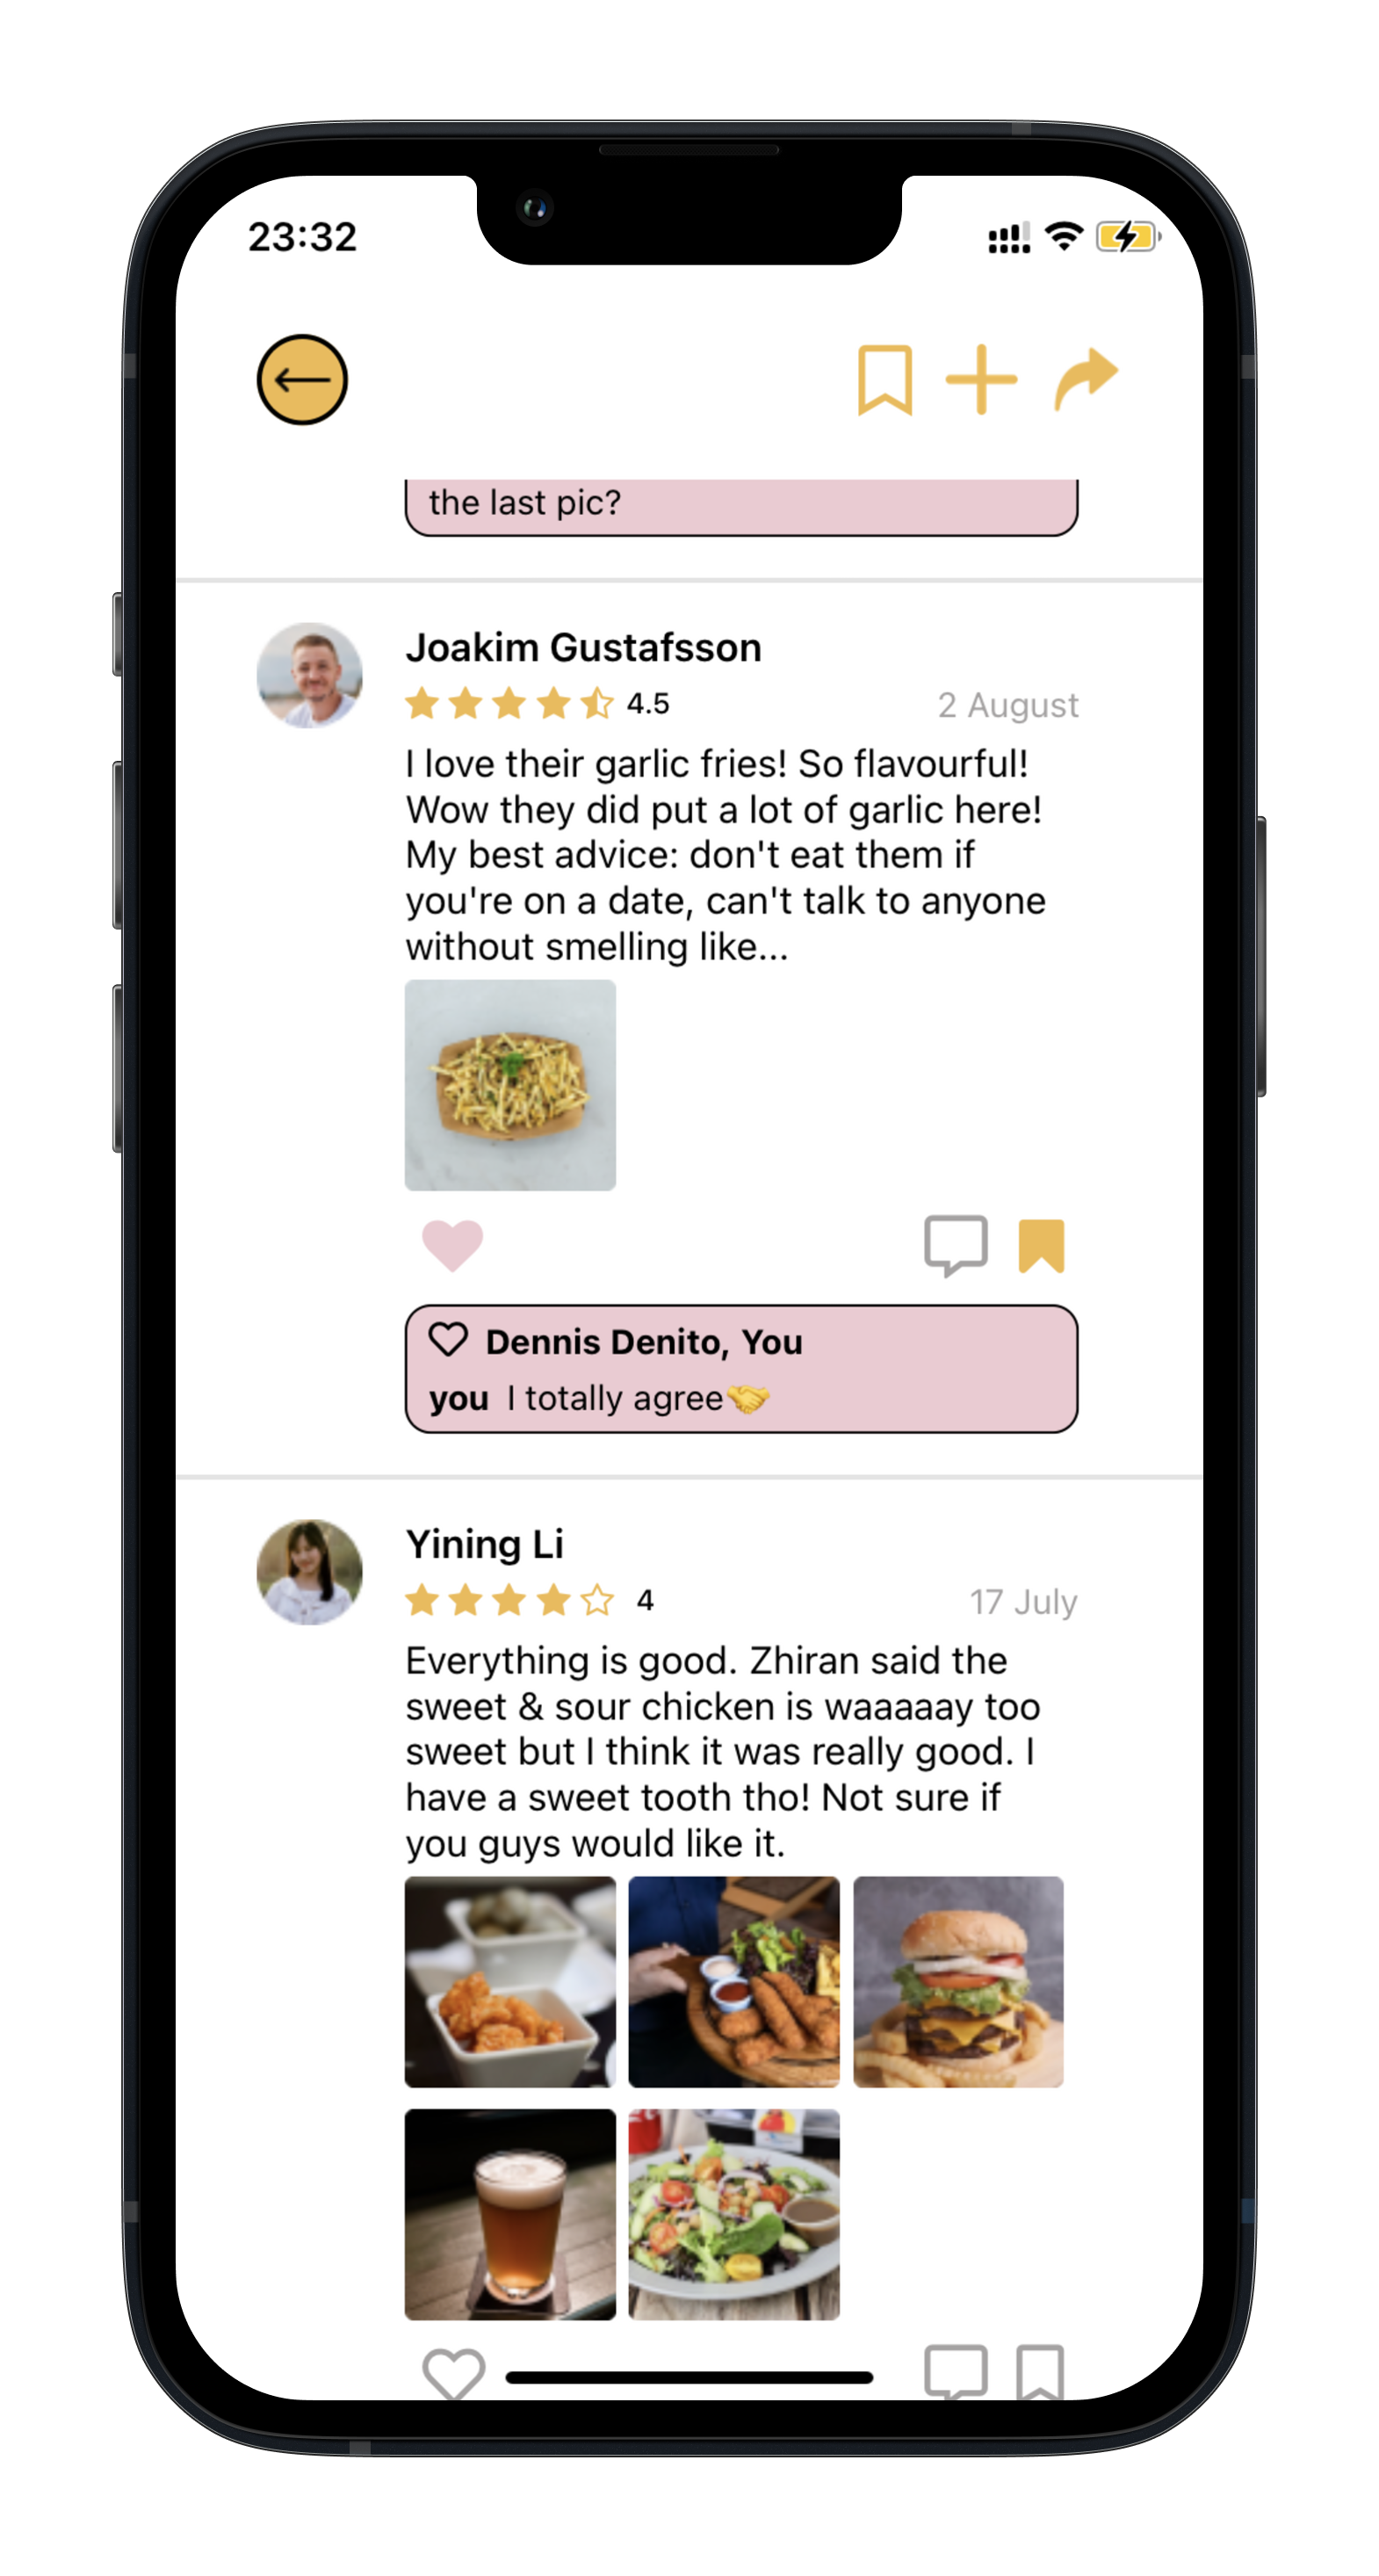 23:32
the last pic?
Joakim Gustafsson
4.5
2 August
I love their garlic fries! So flavourful!
Wow they did put a lot of garlic here!
My best advice: don't eat them if
you're on a date, can't talk to anyone
without smelling like...
Dennis Denito, You
you I totally agree🤝
Yining Li
4
17 July
Everything is good. Zhiran said the
sweet & sour chicken is waaaaay too
sweet but I think it was really good. I
have a sweet tooth tho! Not sure if
you guys would like it.